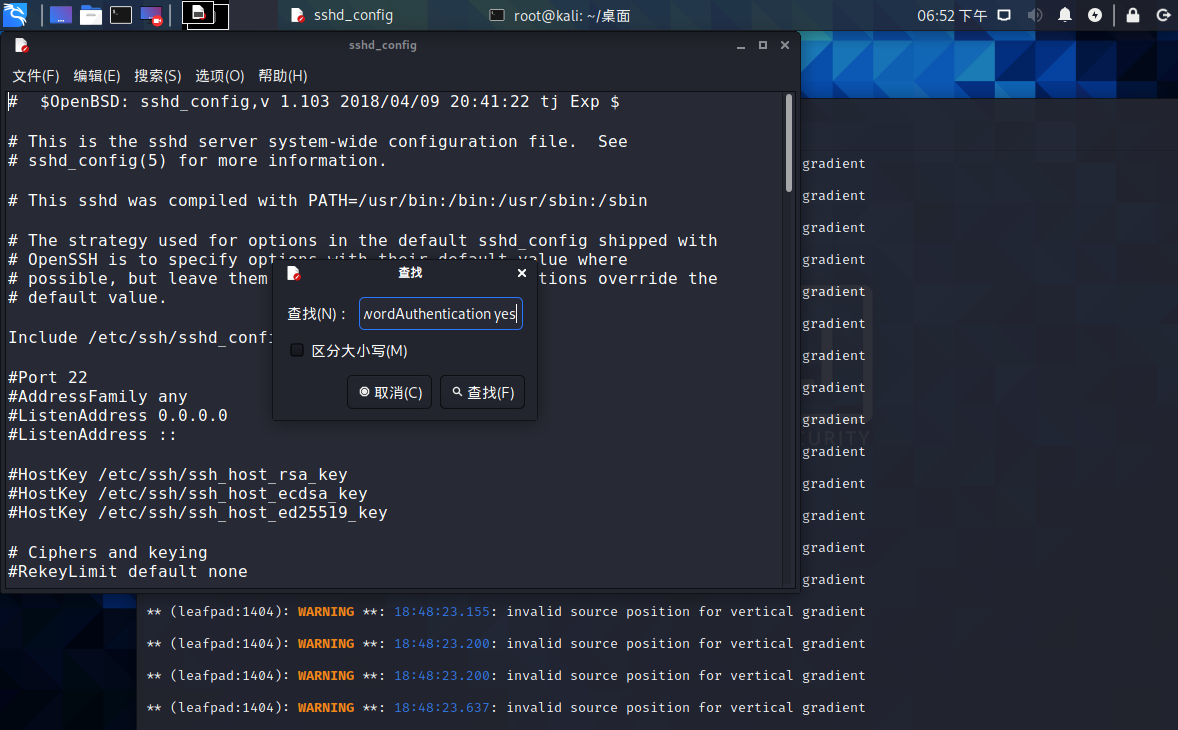 sshd_config
root@kali: ~/桌面
06:52 下午
sshd_config
文件(F) 编辑(E) 搜索(S) 选项(O) 帮助(H)
# $OpenBSD: sshd_config,v 1.103 2018/04/09 20:41:22 tj Exp $
# This is the sshd server system-wide configuration file. See
# sshd_config(5) for more information.
# This sshd was compiled with PATH=/usr/bin:/bin:/usr/sbin:/sbin
# The strategy used for options in the default sshd_config shipped with
# OpenSSH is to specify options with their default value where
# possible, but leave them tions override the
# default value.
Include /etc/ssh/sshd_confi
#Port 22
#AddressFamily any
#ListenAddress 0.0.0.0
#ListenAddress ::
#HostKey /etc/ssh/ssh_host_rsa_key
#HostKey /etc/ssh/ssh_host_ecdsa_key
#HostKey /etc/ssh/ssh_host_ed25519_key
# Ciphers and keying
#RekeyLimit default none
查找
查找(N)： wordAuthentication yes
区分大小写(M)
取消(C) 查找(F)
gradient
gradient
gradient
gradient
gradient
gradient
gradient
gradient
gradient
URITY
gradient
gradient
gradient
gradient
gradient
** (leafpad:1404): WARNING **: 18:48:23.155: invalid source position for vertical gradient
** (leafpad:1404): WARNING **: 18:48:23.200: invalid source position for vertical gradient
** (leafpad:1404): WARNING **: 18:48:23.200: invalid source position for vertical gradient
** (leafpad:1404): WARNING **: 18:48:23.637: invalid source position for vertical gradient